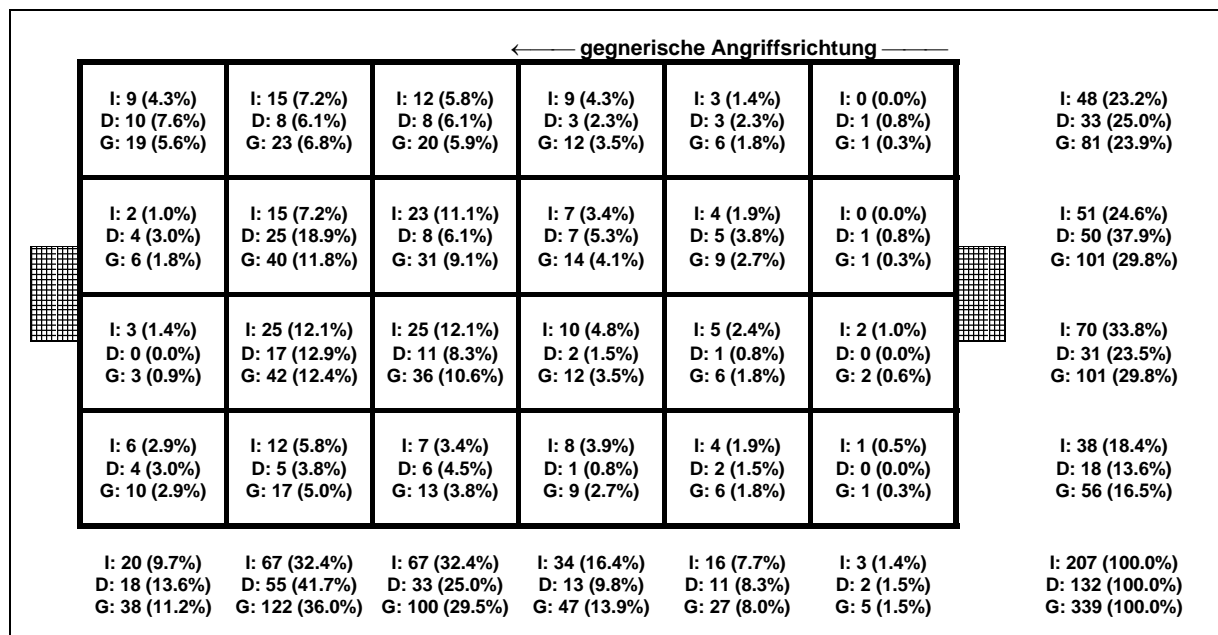 ← gegnerische Angriffsrichtung
I: 9 (4.3%) I: 15 (7.2%) I: 12 (5.8%) I: 9 (4.3%) I: 3 (1.4%) I: 0 (0.0%) I: 48 (23.2%)
D: 10 (7.6%) D: 8 (6.1%) D: 8 (6.1%) D: 3 (2.3%) D: 3 (2.3%) D: 1 (0.8%) D: 33 (25.0%)
G: 19 (5.6%) G: 23 (6.8%) G: 20 (5.9%) G: 12 (3.5%) G: 6 (1.8%) G: 1 (0.3%) G: 81 (23.9%)
I: 2 (1.0%) I: 15 (7.2%) I: 23 (11.1%) I: 7 (3.4%) I: 4 (1.9%) I: 0 (0.0%) I: 51 (24.6%)
D: 4 (3.0%) D: 25 (18.9%) D: 8 (6.1%) D: 7 (5.3%) D: 5 (3.8%) D: 1 (0.8%) D: 50 (37.9%)
G: 6 (1.8%) G: 40 (11.8%) G: 31 (9.1%) G: 14 (4.1%) G: 9 (2.7%) G: 1 (0.3%) G: 101 (29.8%)
I: 3 (1.4%) I: 25 (12.1%) I: 25 (12.1%) I: 10 (4.8%) I: 5 (2.4%) I: 2 (1.0%) I: 70 (33.8%)
D: 0 (0.0%) D: 17 (12.9%) D: 11 (8.3%) D: 2 (1.5%) D: 1 (0.8%) D: 0 (0.0%) D: 31 (23.5%)
G: 3 (0.9%) G: 42 (12.4%) G: 36 (10.6%) G: 12 (3.5%) G: 6 (1.8%) G: 2 (0.6%) G: 101 (29.8%)
I: 6 (2.9%) I: 12 (5.8%) I: 7 (3.4%) I: 8 (3.9%) I: 4 (1.9%) I: 1 (0.5%) I: 38 (18.4%)
D: 4 (3.0%) D: 5 (3.8%) D: 6 (4.5%) D: 1 (0.8%) D: 2 (1.5%) D: 0 (0.0%) D: 18 (13.6%)
G: 10 (2.9%) G: 17 (5.0%) G: 13 (3.8%) G: 9 (2.7%) G: 6 (1.8%) G: 1 (0.3%) G: 56 (16.5%)
I: 20 (9.7%) I: 67 (32.4%) I: 67 (32.4%) I: 34 (16.4%) I: 16 (7.7%) I: 3 (1.4%) I: 207 (100.0%)
D: 18 (13.6%) D: 55 (41.7%) D: 33 (25.0%) D: 13 (9.8%) D: 11 (8.3%) D: 2 (1.5%) D: 132 (100.0%)
G: 38 (11.2%) G: 122 (36.0%) G: 100 (29.5%) G: 47 (13.9%) G: 27 (8.0%) G: 5 (1.5%) G: 339 (100.0%)